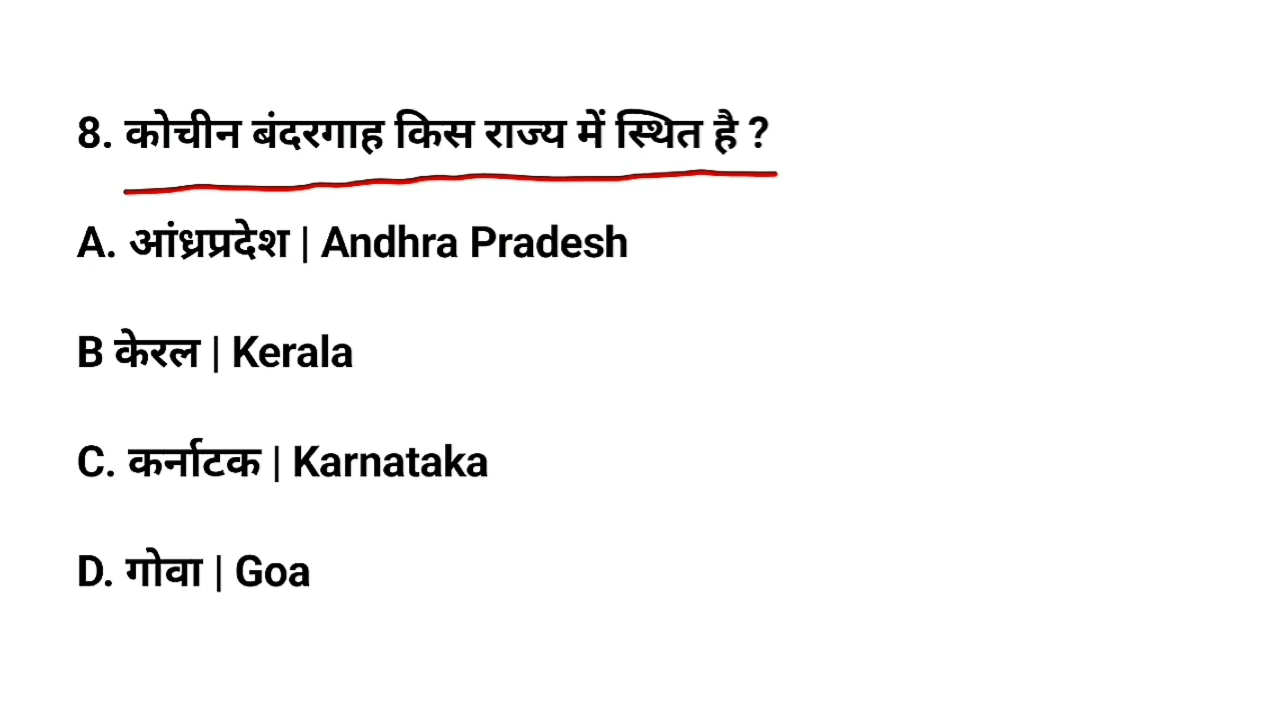 8. कोचीन बंदरगाह किस राज्य में स्थित है ?
A. आंध्रप्रदेश | Andhra Pradesh
B केरल | Kerala
C. कर्नाटक | Karnataka
D. गोवा | Goa